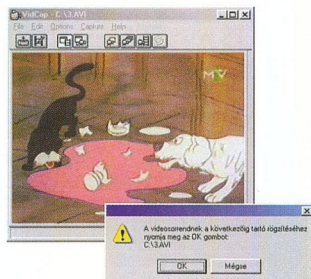 VidCap - C:\3.AVI
File Edit Options Capture Help
MTV
A videosorrendnek a következőig tartó rögzítéséhez
nyomja meg az OK gombot:
C:\3.AVI
OK Mégse